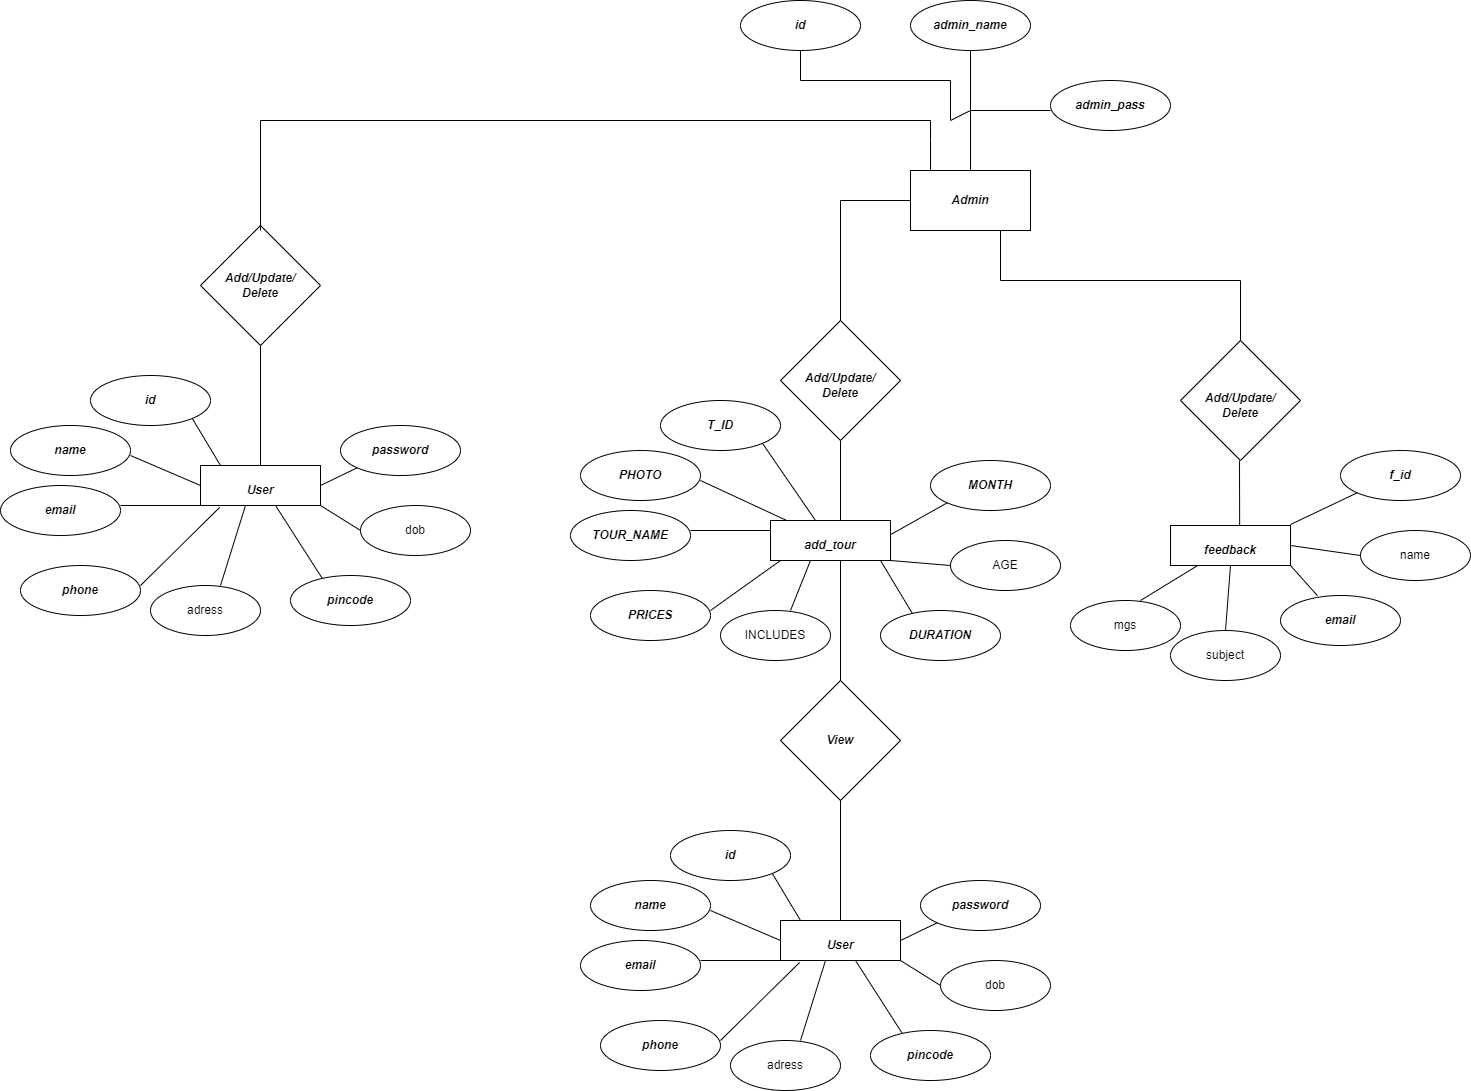 id
admin_name
admin_pass
Admin
Add/Update/
Delete
Add/Update/
Delete
Add/Update/
Delete
id
name
password
User
email
dob
phone
adress
pincode
T_ID
PHOTO
MONTH
TOUR_NAME
add_tour
AGE
PRICES
INCLUDES
DURATION
f_id
feedback
name
mgs
email
subject
View
id
name
password
User
email
dob
phone
adress
pincode